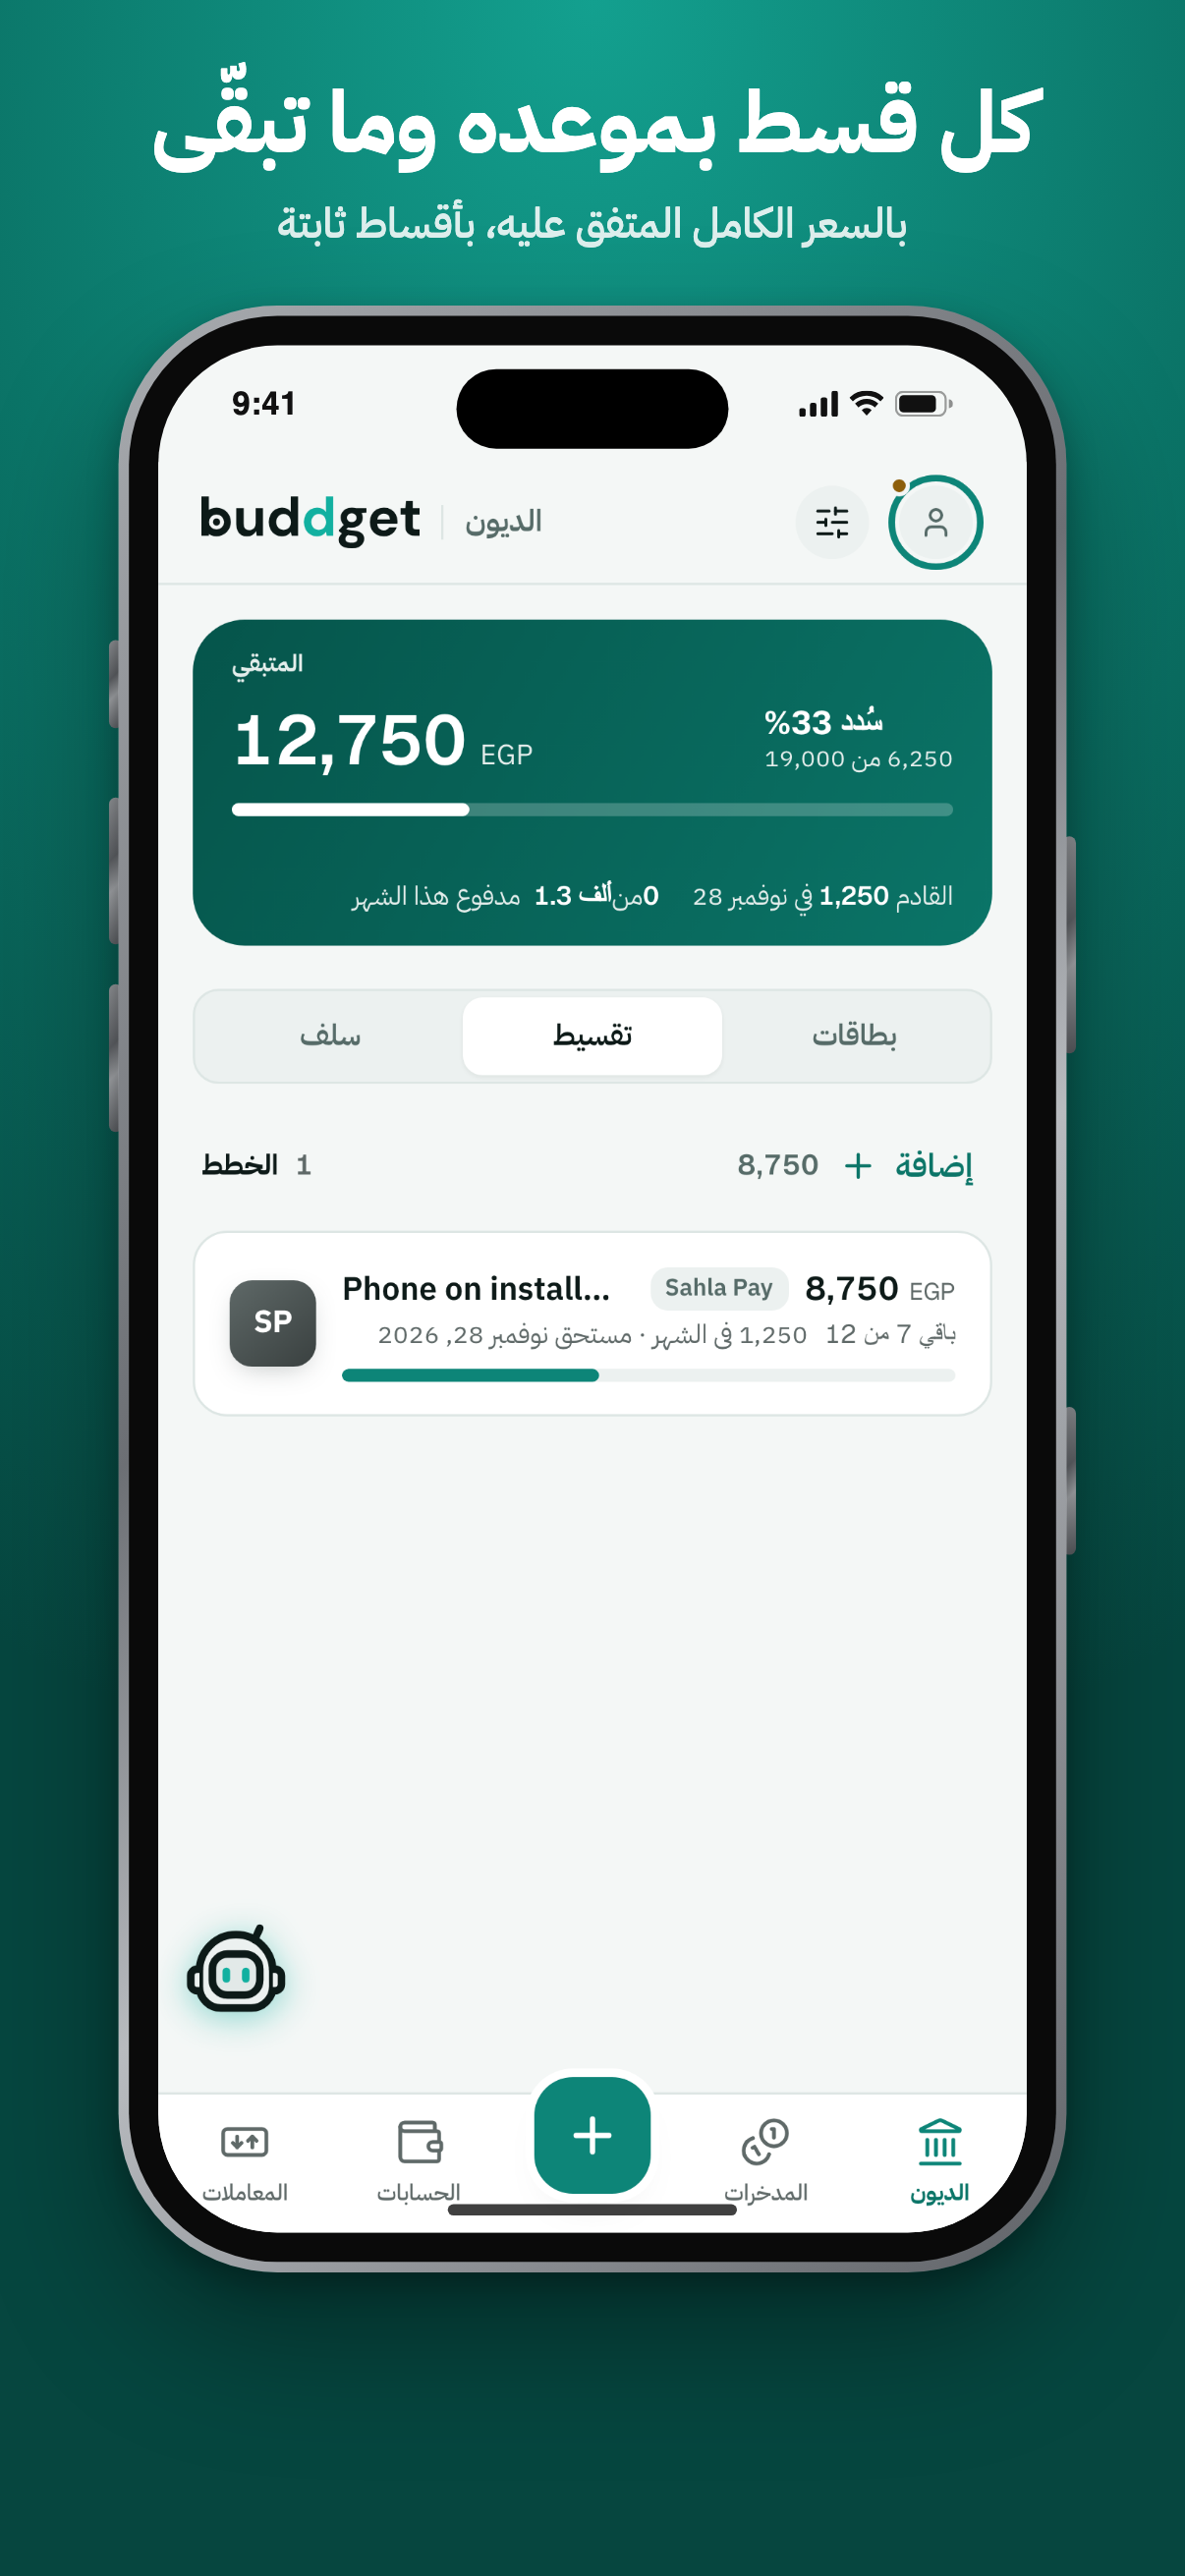 كل قسط بموعده وما تبقّى
بالسعر الكامل المتفق عليه، بأقساط ثابتة
9:41
buddget
الديون
المتبقي
12,750 EGP
سُدد 33%
6,250 من 19,000
القادم 1,250 في نوفمبر 28
0من1.3 ألف مدفوع هذا الشهر
بطاقات
تقسيط
سلف
الخطط 1
8,750 + إضافة
SP
Phone on install...
Sahla Pay
8,750 EGP
باقي 7 من 12
1,250 في الشهر · مستحق نوفمبر 28, 2026
المعاملات
الحسابات
المدخرات
الديون